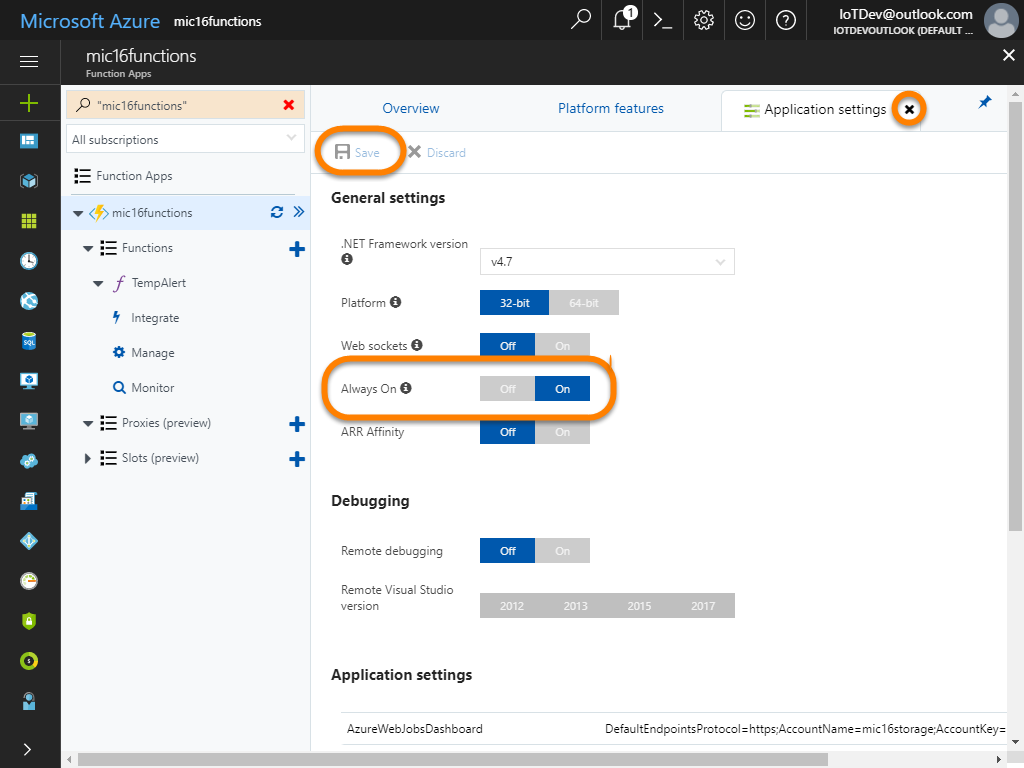 Microsoft Azure mic16functions
1
IoTDev@outlook.com
IOTDEVOUTLOOK (DEFAULT ...
mic16functions
Function Apps
"mic16functions"
All subscriptions
Function Apps
mic16functions
Functions
TempAlert
Integrate
Manage
Monitor
Proxies (preview)
Slots (preview)
Overview
Platform features
Application settings
Save
Discard
General settings
.NET Framework version
v4.7
Platform
32-bit 64-bit
Web sockets
Off On
Always On
Off On
ARR Affinity
Off On
Debugging
Remote debugging
Off On
Remote Visual Studio
version
2012 2013 2015 2017
Application settings
AzureWebJobsDashboard
DefaultEndpointsProtocol=https;AccountName=mic16storage;AccountKey=
SQL